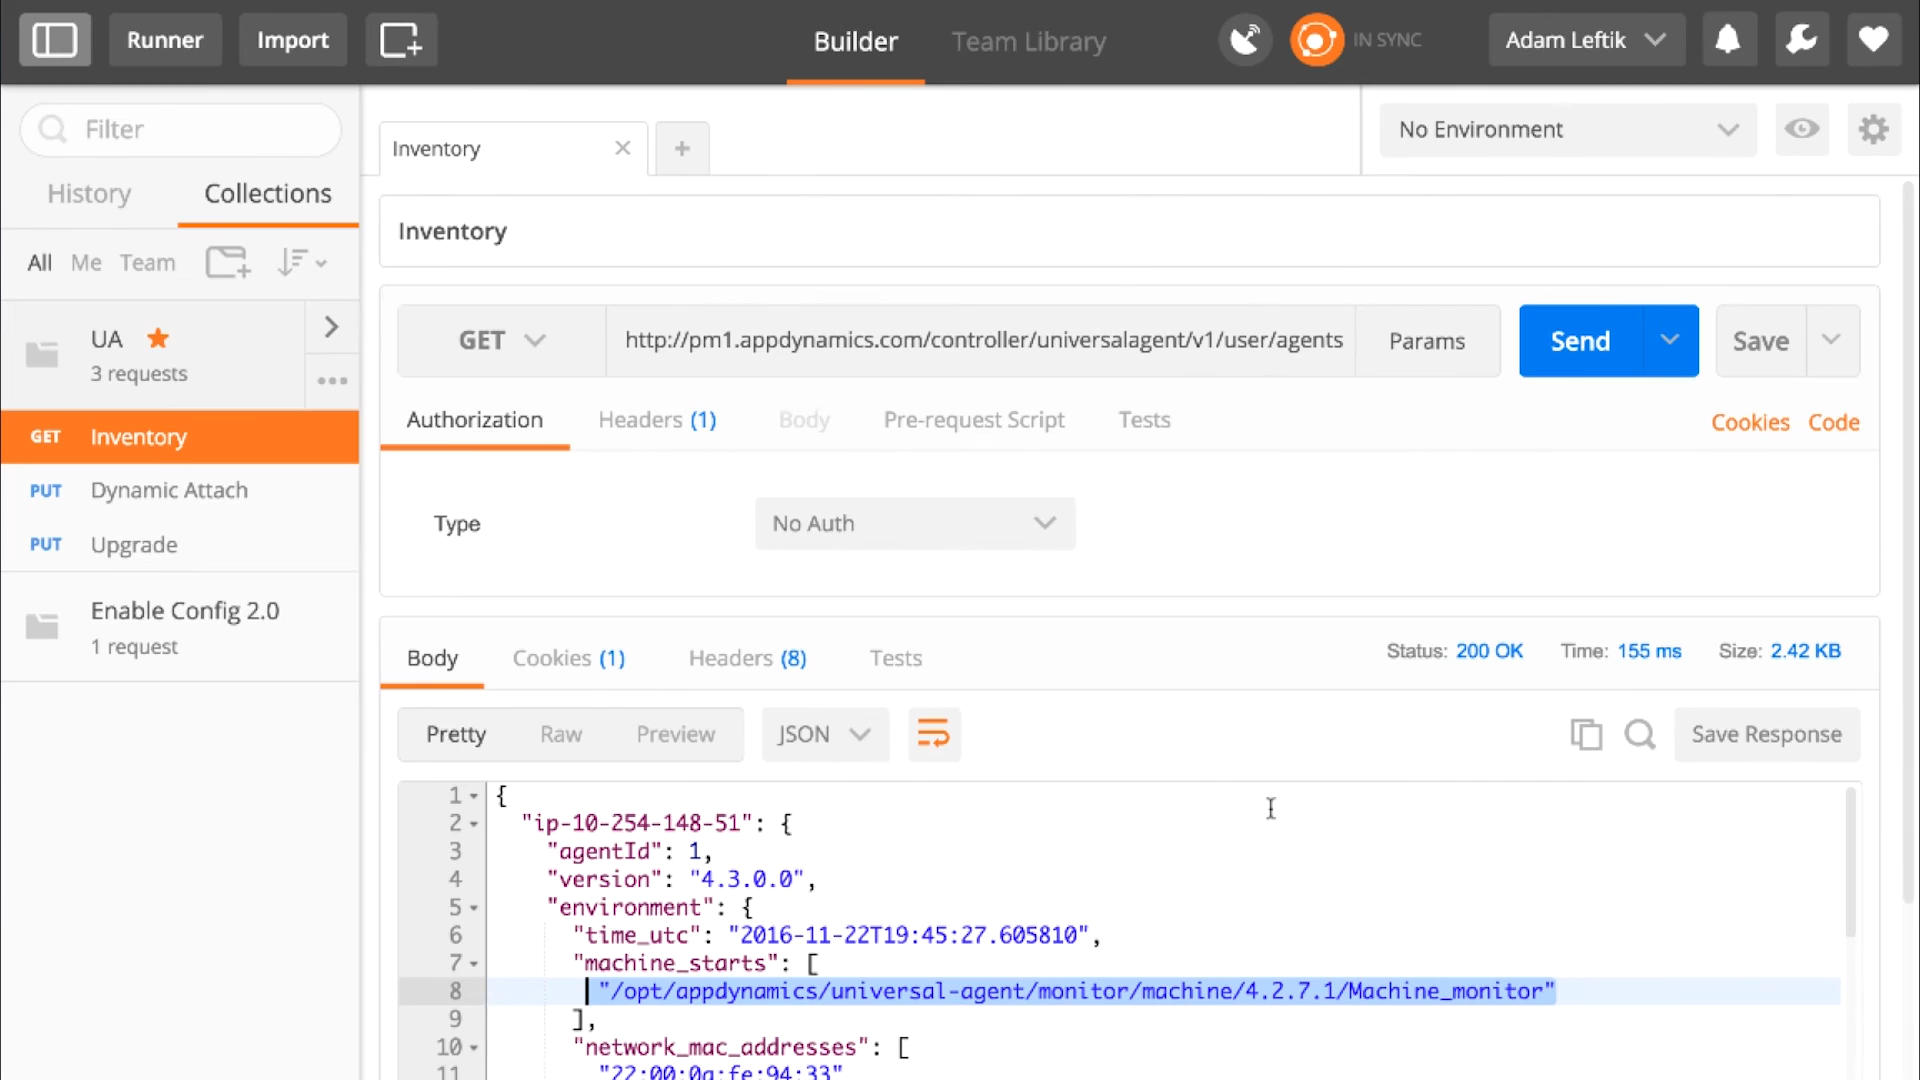 Runner Import Builder Team Library IN SYNC Adam Leftik
Filter
History Collections
All Me Team
UA
3 requests
GET Inventory
PUT Dynamic Attach
PUT Upgrade
Enable Config 2.0
1 request
Inventory
No Environment
Inventory
GET http://pm1.appdynamics.com/controller/universalagent/v1/user/agents Params Send Save
Authorization Headers (1) Body Pre-request Script Tests Cookies Code
Type No Auth
Body Cookies (1) Headers (8) Tests Status: 200 OK Time: 155 ms Size: 2.42 KB
Pretty Raw Preview JSON Save Response
1 {
2 "ip-10-254-148-51": {
3 "agentId": 1,
4 "version": "4.3.0.0",
5 "environment": {
6 "time_utc": "2016-11-22T19:45:27.605810",
7 "machine_starts": [
8 "/opt/appdynamics/universal-agent/monitor/machine/4.2.7.1/Machine_monitor"
9 ],
10 "network_mac_addresses": [
11 "22:00:0a:fe:94:33"